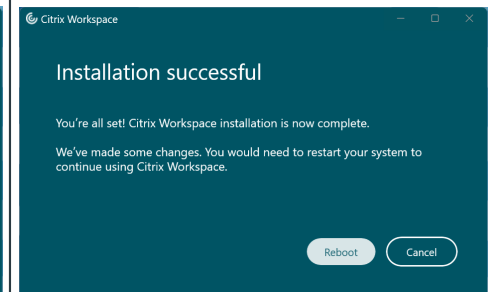 Citrix Workspace
Installation successful
You're all set! Citrix Workspace installation is now complete.
We've made some changes. You would need to restart your system to
continue using Citrix Workspace.
Reboot
Cancel